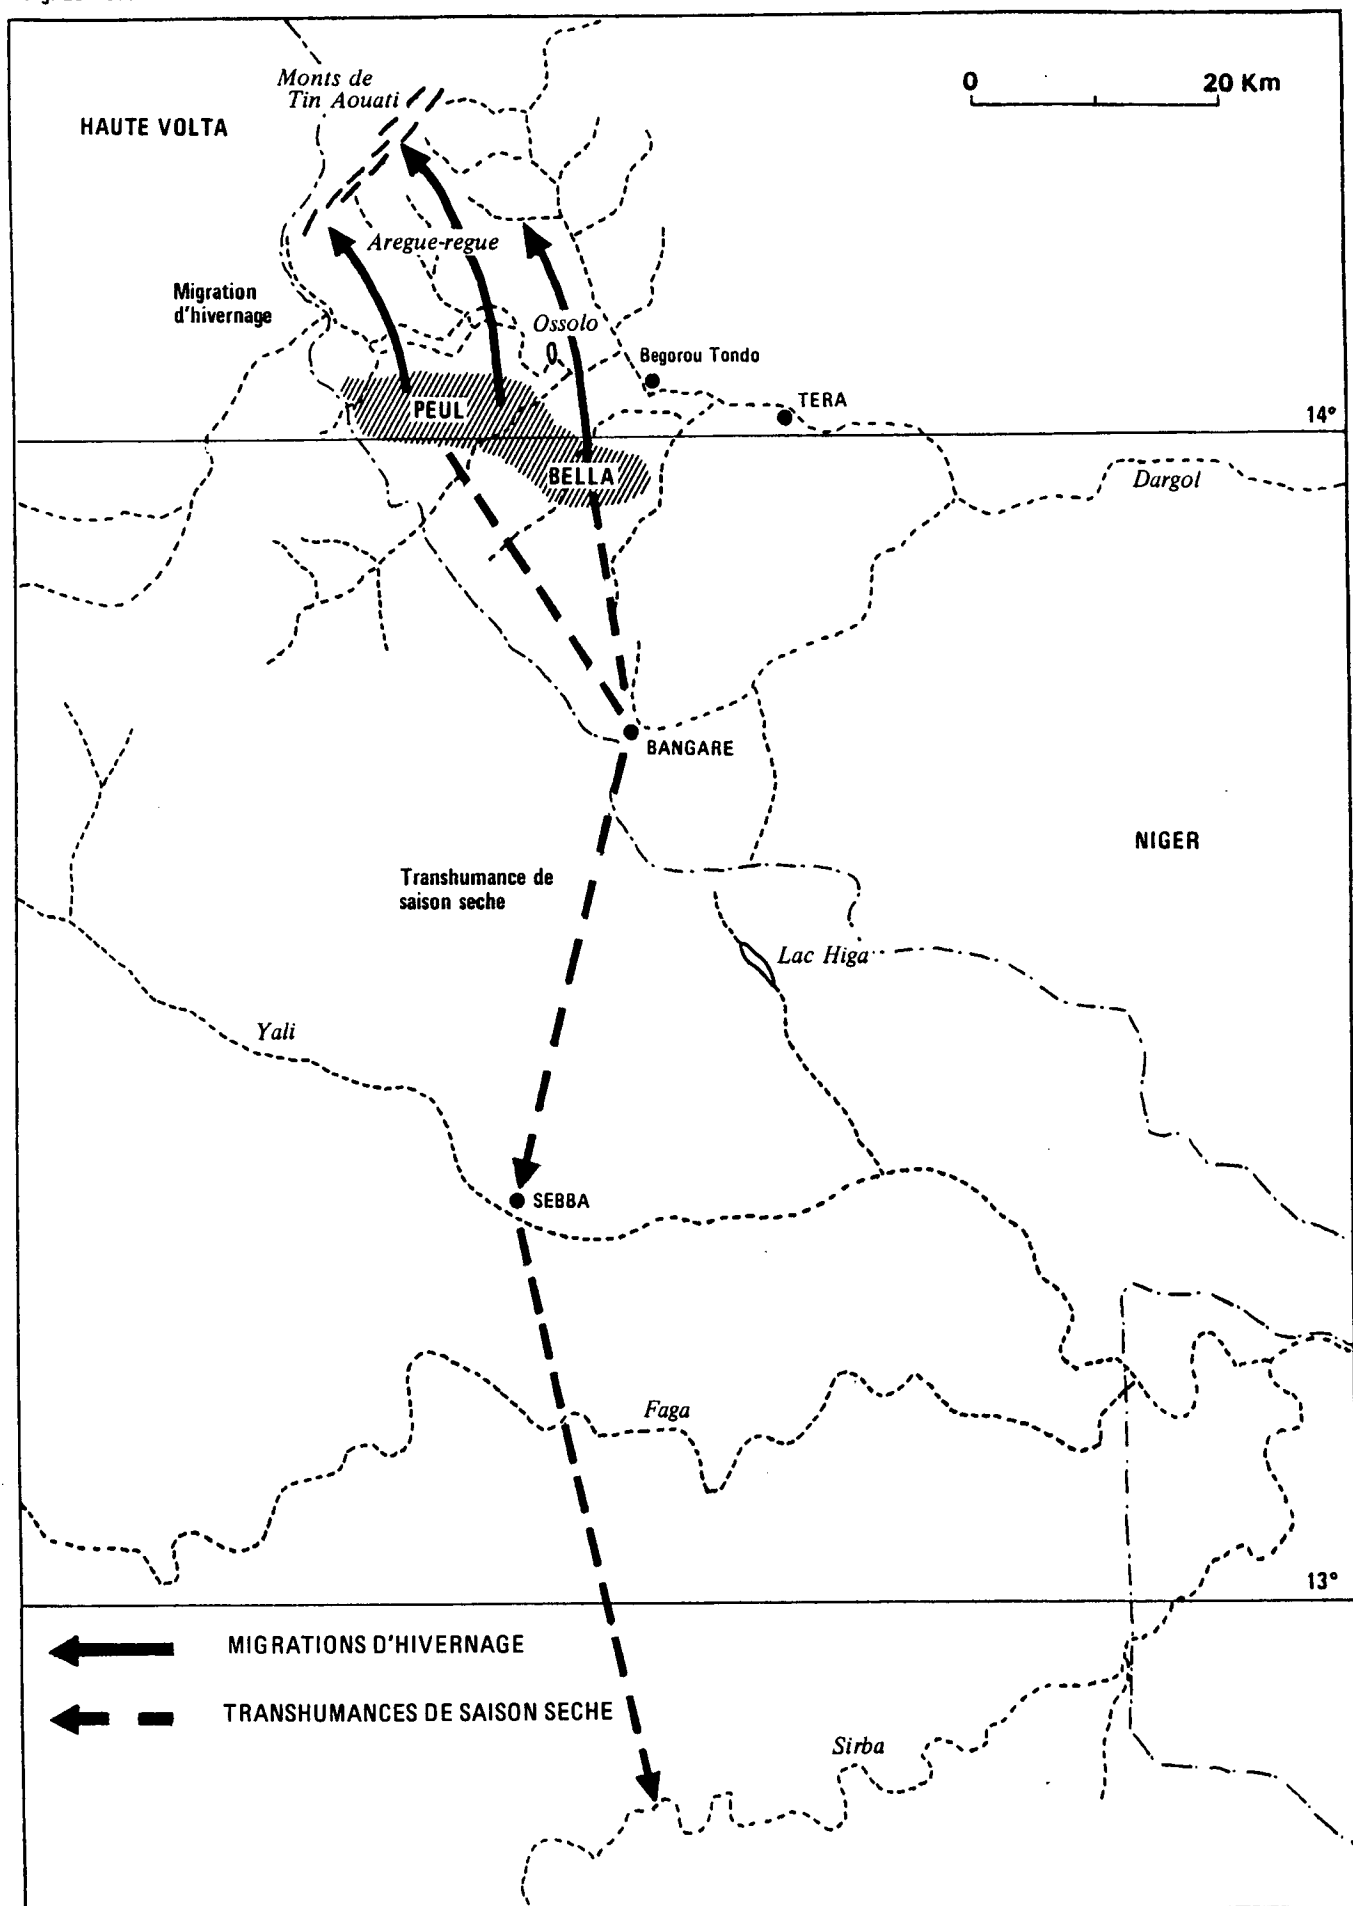 Monts de
Tin Aouati
0 20 Km
HAUTE VOLTA
Aregue-regue
Migration
d'hivernage
Ossolo
Begorou Tondo
TERA
PEUL
14°
BELLA
Dargol
BANGARE
NIGER
Transhumance de
saison seche
Lac Higa
Yali
SEBBA
Faga
13°
MIGRATIONS D'HIVERNAGE
TRANSHUMANCES DE SAISON SECHE
Sirba